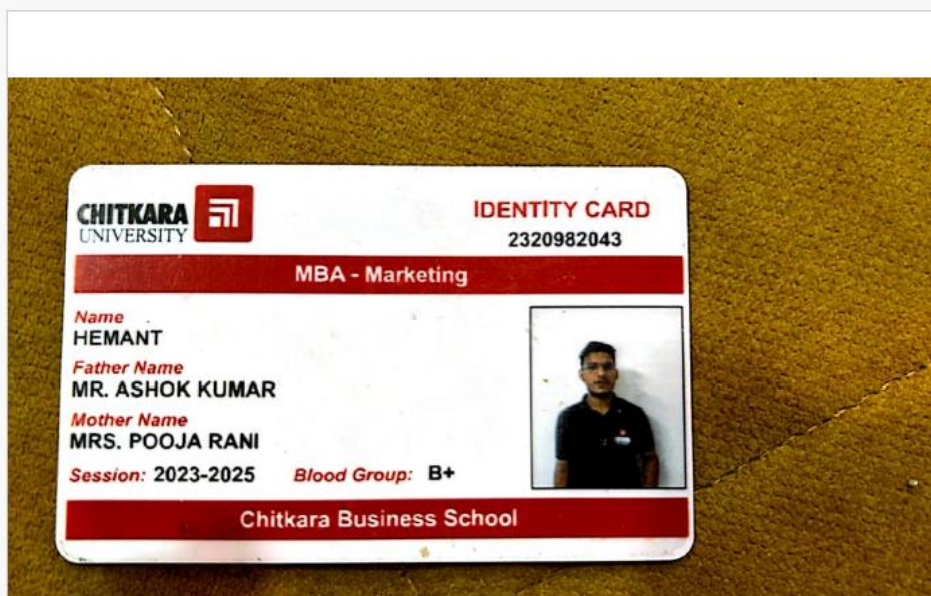 CHITKARA
UNIVERSITY
IDENTITY CARD
2320982043
MBA - Marketing
Name
HEMANT
Father Name
MR. ASHOK KUMAR
Mother Name
MRS. POOJA RANI
Session: 2023-2025 Blood Group: B+
Chitkara Business School